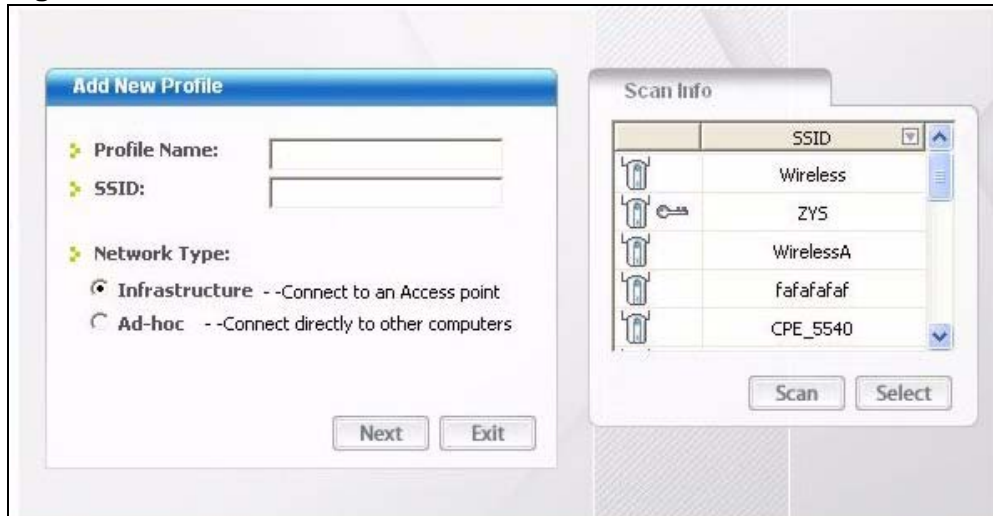 Add New Profile
Profile Name:
SSID:
Network Type:
Infrastructure - -Connect to an Access point
Ad-hoc - -Connect directly to other computers
Next Exit
Scan Info
SSID
Wireless
ZYS
WirelessA
fafafafaf
CPE_5540
Scan Select